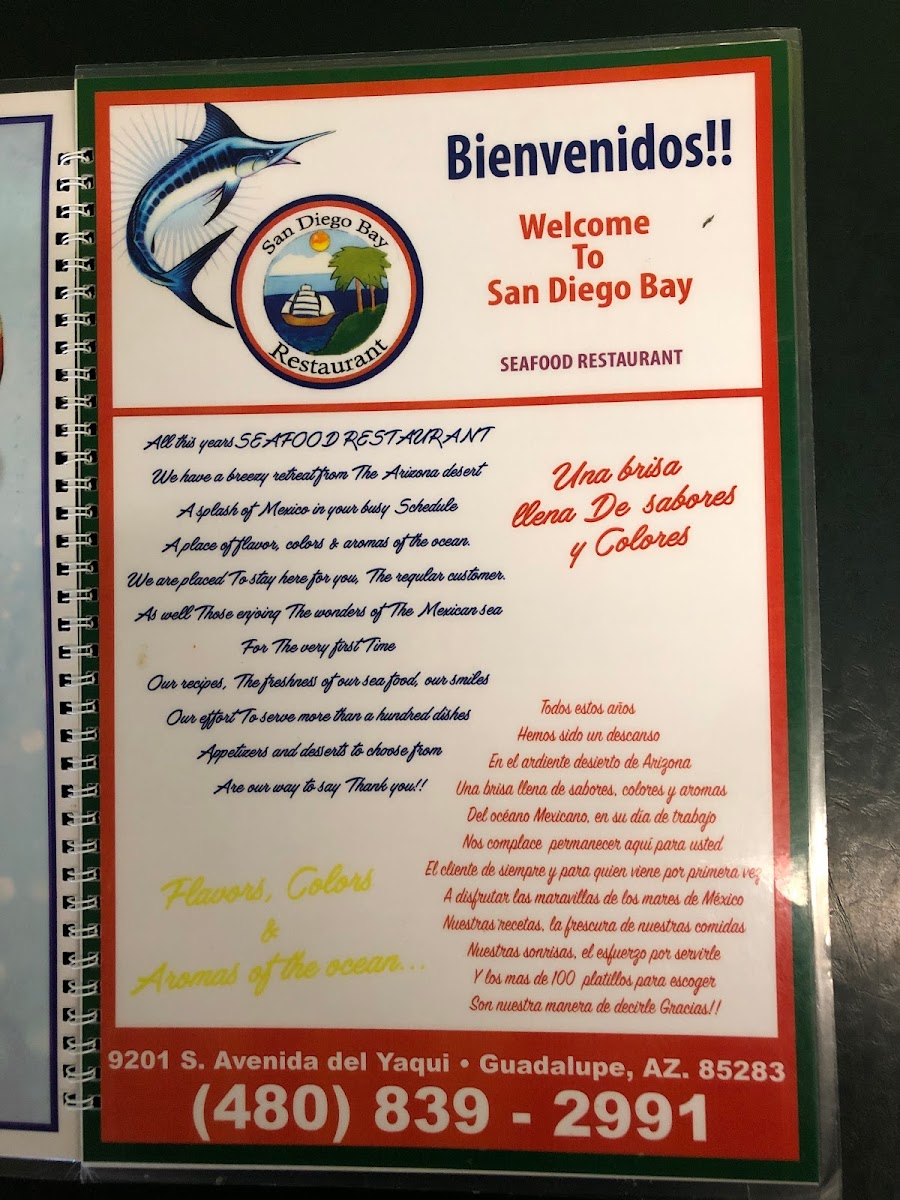 San Diego Bay
Restaurant
Bienvenidos!!
Welcome
To
San Diego Bay
SEAFOOD RESTAURANT
All this years SEAFOOD RESTAURANT
We have a breezy retreat from The Arizona desert
A splash of Mexico in your busy Schedule
A place of flavor, colors & aromas of the ocean.
We are placed To stay here for you, The regular customer.
As well Those enjoing The wonders of The Mexican sea
For The very first Time
Our recipes, The freshness of our sea food, our smiles
Our effort To serve more than a hundred dishes
Appetizers and desserts to choose from
Are our way to say Thank you!!
Una brisa
llena De sabores
y Colores
Flavors, Colors
&
Aromas of the ocean...
Todos estos años
Hemos sido un descanso
En el ardiente desierto de Arizona
Una brisa llena de sabores, colores y aromas
Del océano Mexicano, en su día de trabajo
Nos complace permanecer aquí para usted
El cliente de siempre y para quien viene por primera vez
A disfrutar las maravillas de los mares de México
Nuestras recetas, la frescura de nuestras comidas
Nuestras sonrisas, el esfuerzo por servirle
Y los mas de 100 platillos para escoger
Son nuestra manera de decirle Gracias!!
9201 S. Avenida del Yaqui • Guadalupe, AZ. 85283
(480) 839 - 2991